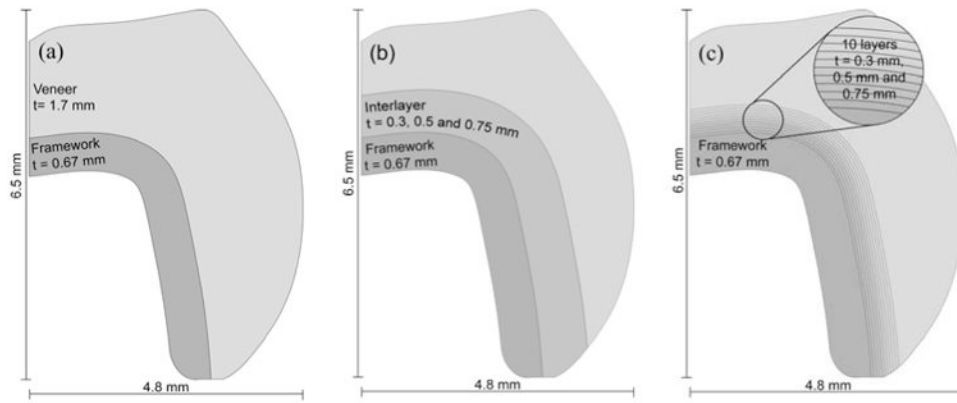 (a)
Veneer
t= 1.7 mm
Framework
t = 0.67 mm
6.5 mm
4.8 mm
(b)
Interlayer
t = 0.3, 0.5 and 0.75 mm
Framework
t = 0.67 mm
6.5 mm
4.8 mm
(c)
10 layers
t = 0.3 mm,
0.5 mm and
0.75 mm
Framework
t = 0.67 mm
6.5 mm
4.8 mm